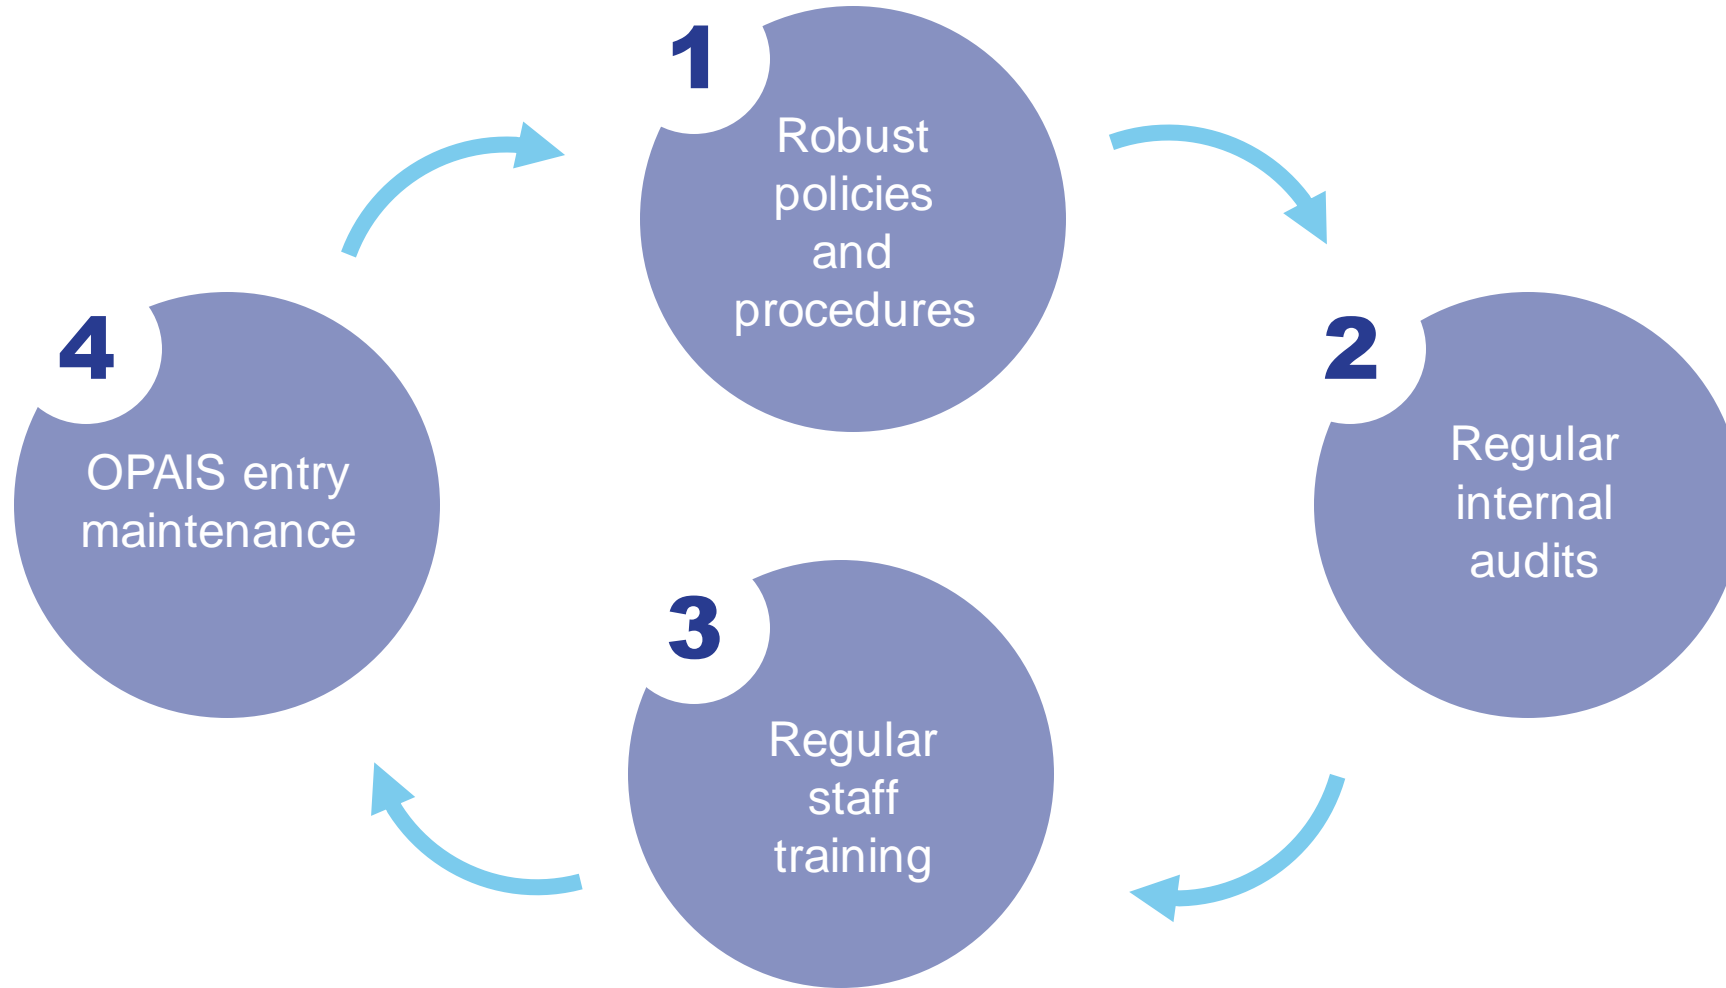 1
Robust
policies
and
procedures
2
Regular
internal
audits
3
Regular
staff
training
4
OPAIS entry
maintenance